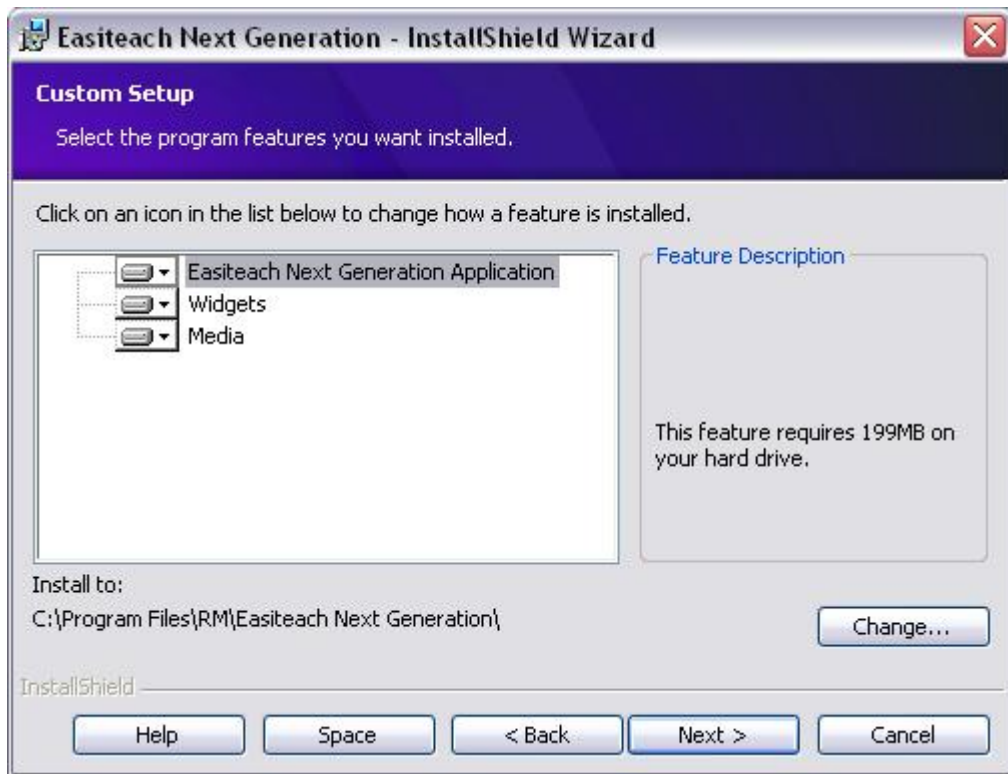 Easiteach Next Generation - InstallShield Wizard
Custom Setup
Select the program features you want installed.
Click on an icon in the list below to change how a feature is installed.
Easiteach Next Generation Application
Widgets
Media
Feature Description
This feature requires 199MB on
your hard drive.
Install to:
C:\Program Files\RM\Easiteach Next Generation\
Change...
InstallShield
Help
Space
< Back
Next >
Cancel